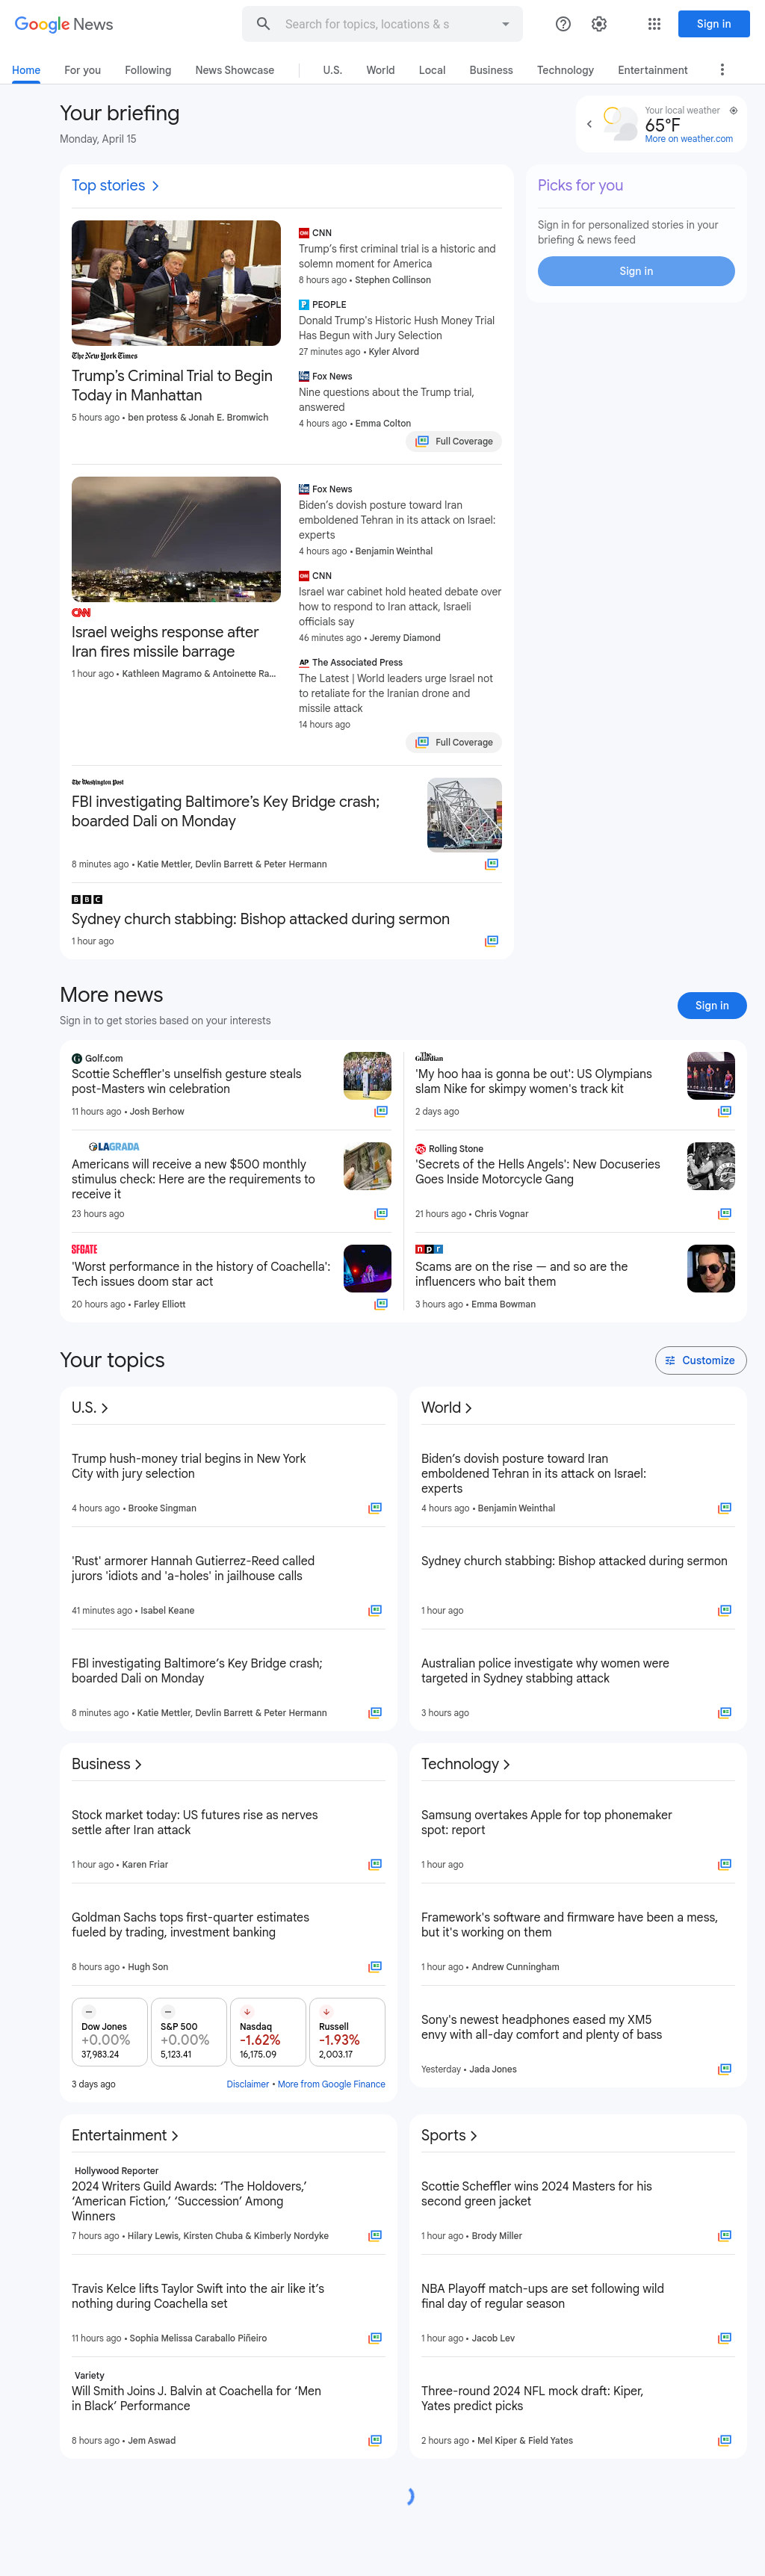 Google News
Search for topics, locations & s
Sign in
Home
For you
Following
News Showcase
U.S.
World
Local
Business
Technology
Entertainment
Your briefing
Monday, April 15
Your local weather
65°F
More on weather.com
Top stories
The New York Times
Trump's Criminal Trial to Begin
Today in Manhattan
5 hours ago • ben protess & Jonah E. Bromwich
CNN
Trump's first criminal trial is a historic and
solemn moment for America
8 hours ago • Stephen Collinson
PEOPLE
Donald Trump's Historic Hush Money Trial
Has Begun with Jury Selection
27 minutes ago • Kyler Alvord
Fox News
Nine questions about the Trump trial,
answered
4 hours ago • Emma Colton
Full Coverage
Picks for you
Sign in for personalized stories in your
briefing & news feed
Sign in
CNN
Israel weighs response after
Iran fires missile barrage
1 hour ago • Kathleen Magramo & Antoinette Ra...
Fox News
Biden's dovish posture toward Iran
emboldened Tehran in its attack on Israel:
experts
4 hours ago • Benjamin Weinthal
CNN
Israel war cabinet held heated debate over
how to respond to Iran attack, Israeli
officials say
46 minutes ago • Jeremy Diamond
AP The Associated Press
The Latest | World leaders urge Israel not
to retaliate for the Iranian drone and
missile attack
14 hours ago
Full Coverage
The Washington Post
FBI investigating Baltimore's Key Bridge crash;
boarded Dali on Monday
8 minutes ago • Katie Mettler, Devlin Barrett & Peter Hermann
BBC
Sydney church stabbing: Bishop attacked during sermon
1 hour ago
More news
Sign in to get stories based on your interests
Sign in
Golf.com
Scottie Scheffler's unselfish gesture steals
post-Masters win celebration
11 hours ago • Josh Berhow
The Guardian
'My hoo haa is gonna be out': US Olympians
slam Nike for skimpy women's track kit
2 days ago
LAGRADA
Americans will receive a new $500 monthly
stimulus check: Here are the requirements to
receive it
23 hours ago
Rolling Stone
'Secrets of the Hells Angels': New Docuseries
Goes Inside Motorcycle Gang
21 hours ago • Chris Vognar
SFGATE
'Worst performance in the history of Coachella':
Tech issues doom star act
20 hours ago • Farley Elliott
npr
Scams are on the rise — and so are the
influencers who bait them
3 hours ago • Emma Bowman
Your topics
Customize
U.S.
Trump hush-money trial begins in New York
City with jury selection
4 hours ago • Brooke Singman
'Rust' armorer Hannah Gutierrez-Reed called
jurors 'idiots and 'a-holes' in jailhouse calls
41 minutes ago • Isabel Keane
FBI investigating Baltimore's Key Bridge crash;
boarded Dali on Monday
8 minutes ago • Katie Mettler, Devlin Barrett & Peter Hermann
World
Biden's dovish posture toward Iran
emboldened Tehran in its attack on Israel:
experts
4 hours ago • Benjamin Weinthal
Sydney church stabbing: Bishop attacked during sermon
1 hour ago
Australian police investigate why women were
targeted in Sydney stabbing attack
3 hours ago
Business
Stock market today: US futures rise as nerves
settle after Iran attack
1 hour ago • Karen Friar
Goldman Sachs tops first-quarter estimates
fueled by trading, investment banking
8 hours ago • Hugh Son
Dow Jones
+0.00%
37,983.24
S&P 500
+0.00%
5,123.41
Nasdaq
-1.62%
16,175.09
Russell
-1.93%
2,003.17
3 days ago
Disclaimer • More from Google Finance
Technology
Samsung overtakes Apple for top phonemaker
spot: report
1 hour ago
Framework's software and firmware have been a mess,
but it's working on them
1 hour ago • Andrew Cunningham
Sony's newest headphones eased my XM5
envy with all-day comfort and plenty of bass
Yesterday • Jada Jones
Entertainment
Hollywood Reporter
2024 Writers Guild Awards: 'The Holdovers,'
'American Fiction,' 'Succession' Among
Winners
7 hours ago • Hilary Lewis, Kirsten Chuba & Kimberly Nordyke
Travis Kelce lifts Taylor Swift into the air like it's
nothing during Coachella set
11 hours ago • Sophia Melissa Caraballo Piñeiro
Variety
Will Smith Joins J. Balvin at Coachella for 'Men
in Black' Performance
8 hours ago • Jem Aswad
Sports
Scottie Scheffler wins 2024 Masters for his
second green jacket
1 hour ago • Brody Miller
NBA Playoff match-ups are set following wild
final day of regular season
1 hour ago • Jacob Lev
Three-round 2024 NFL mock draft: Kiper,
Yates predict picks
2 hours ago • Mel Kiper & Field Yates